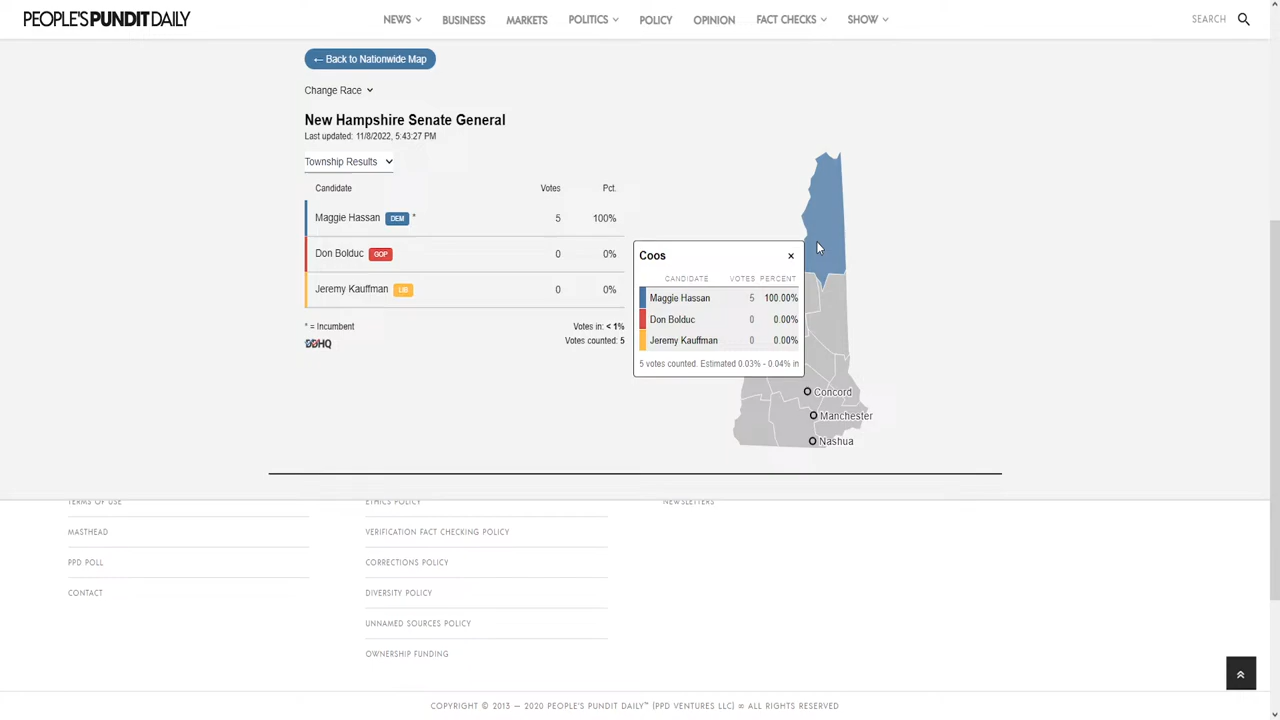 PEOPLE'S PUNDIT DAILY
NEWS BUSINESS MARKETS POLITICS POLICY OPINION FACT CHECKS SHOW SEARCH
← Back to Nationwide Map
Change Race
New Hampshire Senate General
Last updated: 11/8/2022, 5:43:27 PM
Township Results
Candidate Votes Pct.
Maggie Hassan DEM * 5 100%
Don Bolduc GOP 0 0%
Jeremy Kauffman LIB 0 0%
* = Incumbent Votes in: < 1%
DDHQ Votes counted: 5
Coos ×
CANDIDATE VOTES PERCENT
Maggie Hassan 5 100.00%
Don Bolduc 0 0.00%
Jeremy Kauffman 0 0.00%
5 votes counted. Estimated 0.03% - 0.04% in
Concord
Manchester
Nashua
TERMS OF USE ETHICS POLICY NEWSLETTERS
MASTHEAD VERIFICATION FACT CHECKING POLICY
PPD POLL CORRECTIONS POLICY
CONTACT DIVERSITY POLICY
UNNAMED SOURCES POLICY
OWNERSHIP FUNDING
COPYRIGHT © 2013 — 2020 PEOPLE'S PUNDIT DAILY™ (PPD VENTURES LLC) ∞ ALL RIGHTS RESERVED